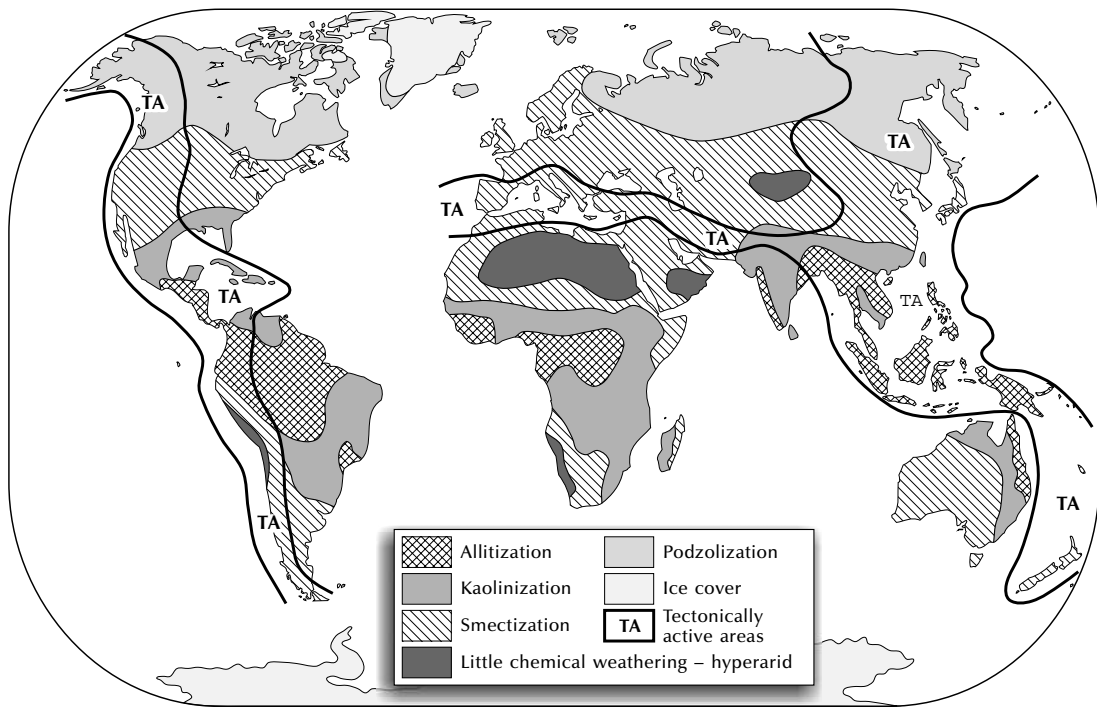 TA
TA
TA
TA
TA
TA
TA
TA
Allitization
Kaolinization
Smectization
Little chemical weathering – hyperarid
Podzolization
Ice cover
TA
Tectonically
active areas